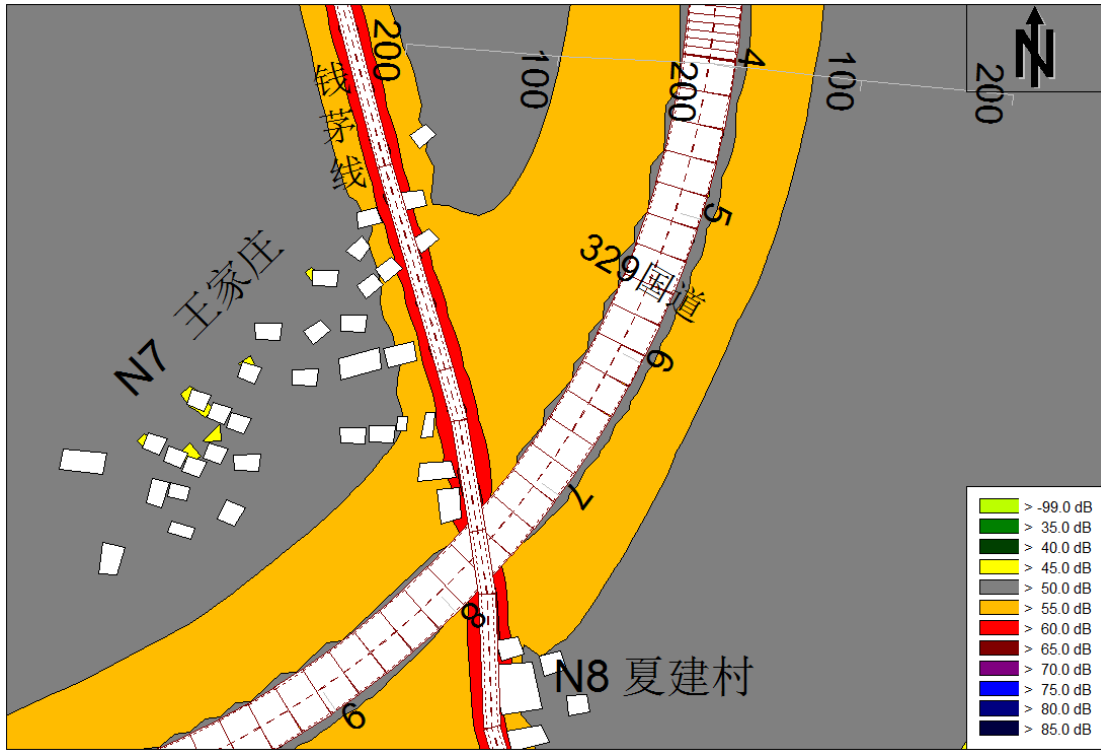 200
100
4
200
100
200
N
钱茅线
5
329国道
N7 王家庄
6
7
8
N8 夏建村
9
> -99.0 dB
> 35.0 dB
> 40.0 dB
> 45.0 dB
> 50.0 dB
> 55.0 dB
> 60.0 dB
> 65.0 dB
> 70.0 dB
> 75.0 dB
> 80.0 dB
> 85.0 dB